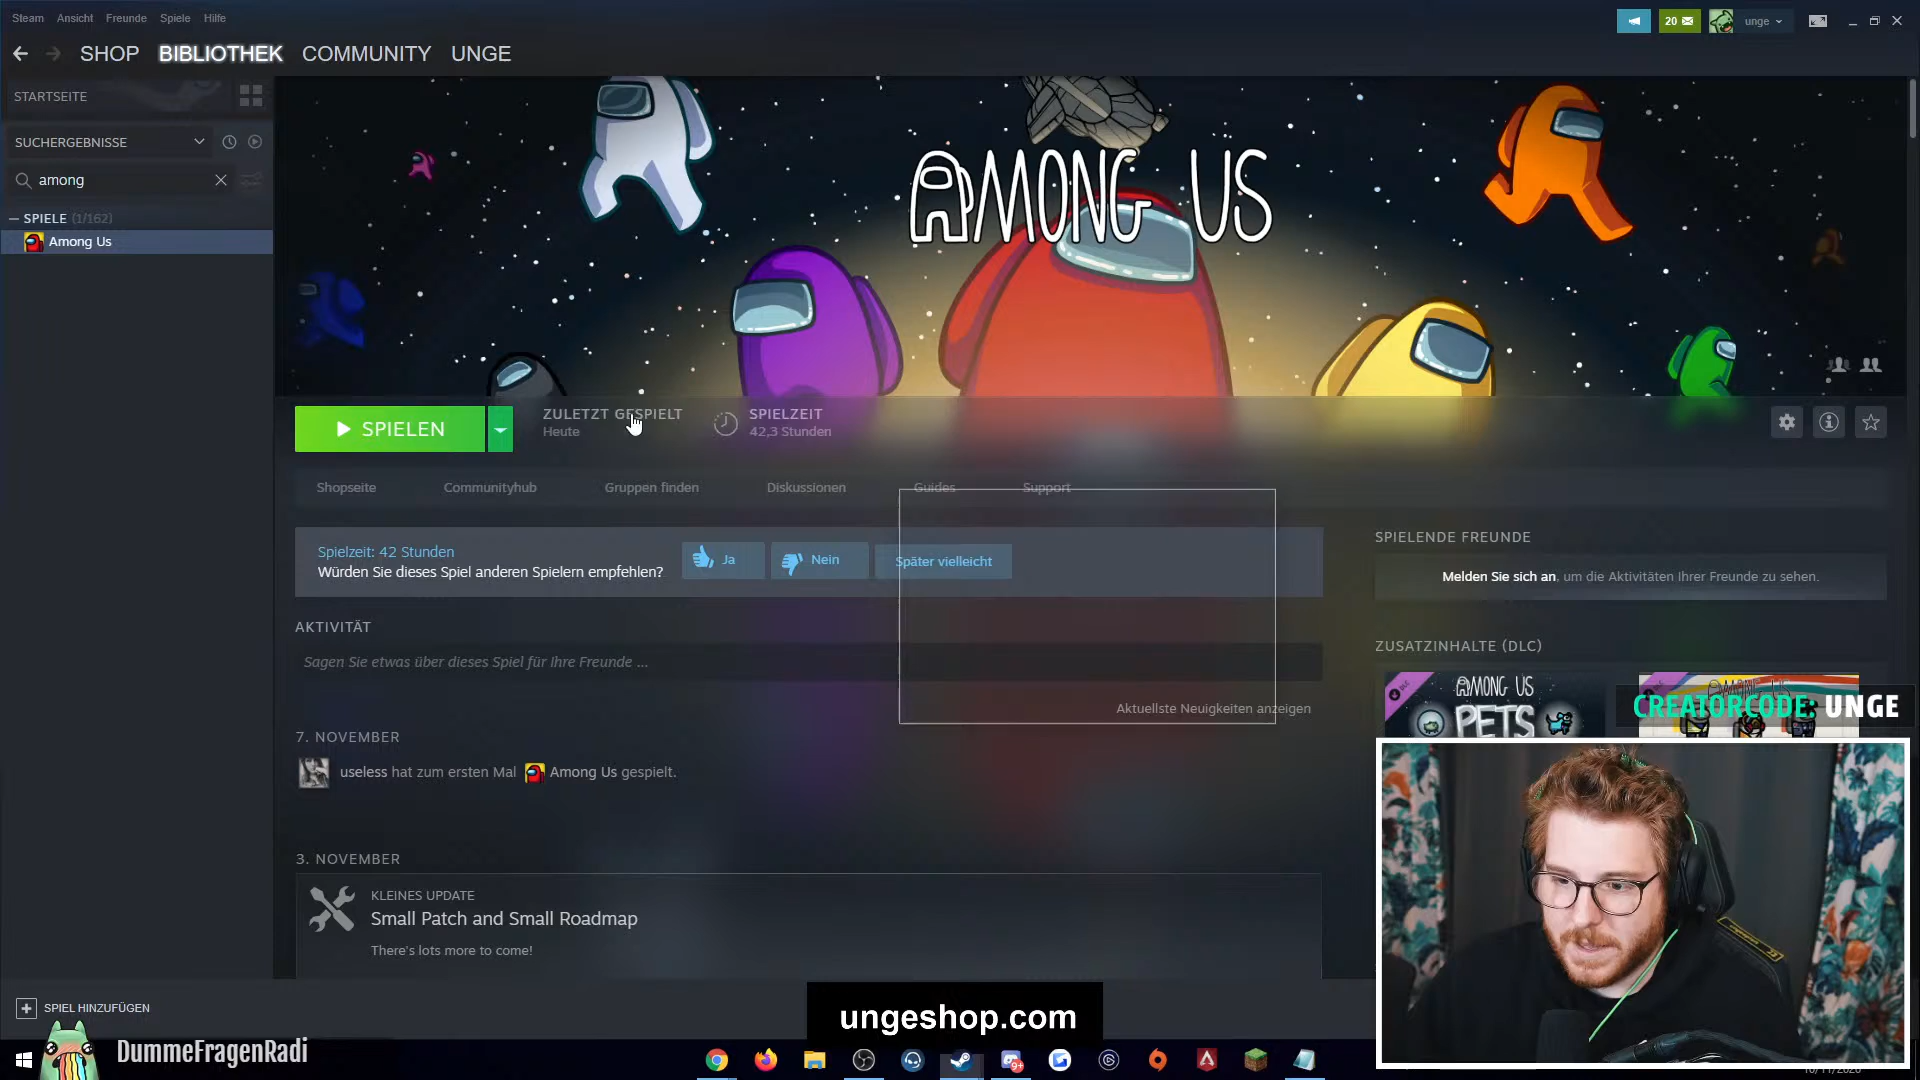 Steam Ansicht Freunde Spiele Hilfe
20 unge
SHOP BIBLIOTHEK COMMUNITY UNGE
STARTSEITE
SUCHERGEBNISSE
among
SPIELE (1/162)
Among Us
AMONG US
SPIELEN
ZULETZT GESPIELT
Heute
SPIELZEIT
42,3 Stunden
Shopseite Communityhub Gruppen finden Diskussionen Guides Support
Spielzeit: 42 Stunden
Würden Sie dieses Spiel anderen Spielern empfehlen?
Ja Nein Später vielleicht
AKTIVITÄT
Sagen Sie etwas über dieses Spiel für Ihre Freunde ...
Aktuellste Neuigkeiten anzeigen
7. NOVEMBER
useless hat zum ersten Mal Among Us gespielt.
3. NOVEMBER
KLEINES UPDATE
Small Patch and Small Roadmap
There's lots more to come!
SPIELENDE FREUNDE
Melden Sie sich an, um die Aktivitäten Ihrer Freunde zu sehen.
ZUSATZINHALTE (DLC)
DLC
AMONG US
PETS
CREATORCODE: UNGE
SPIEL HINZUFÜGEN
DummeFragenRadi
ungeshop.com
9+